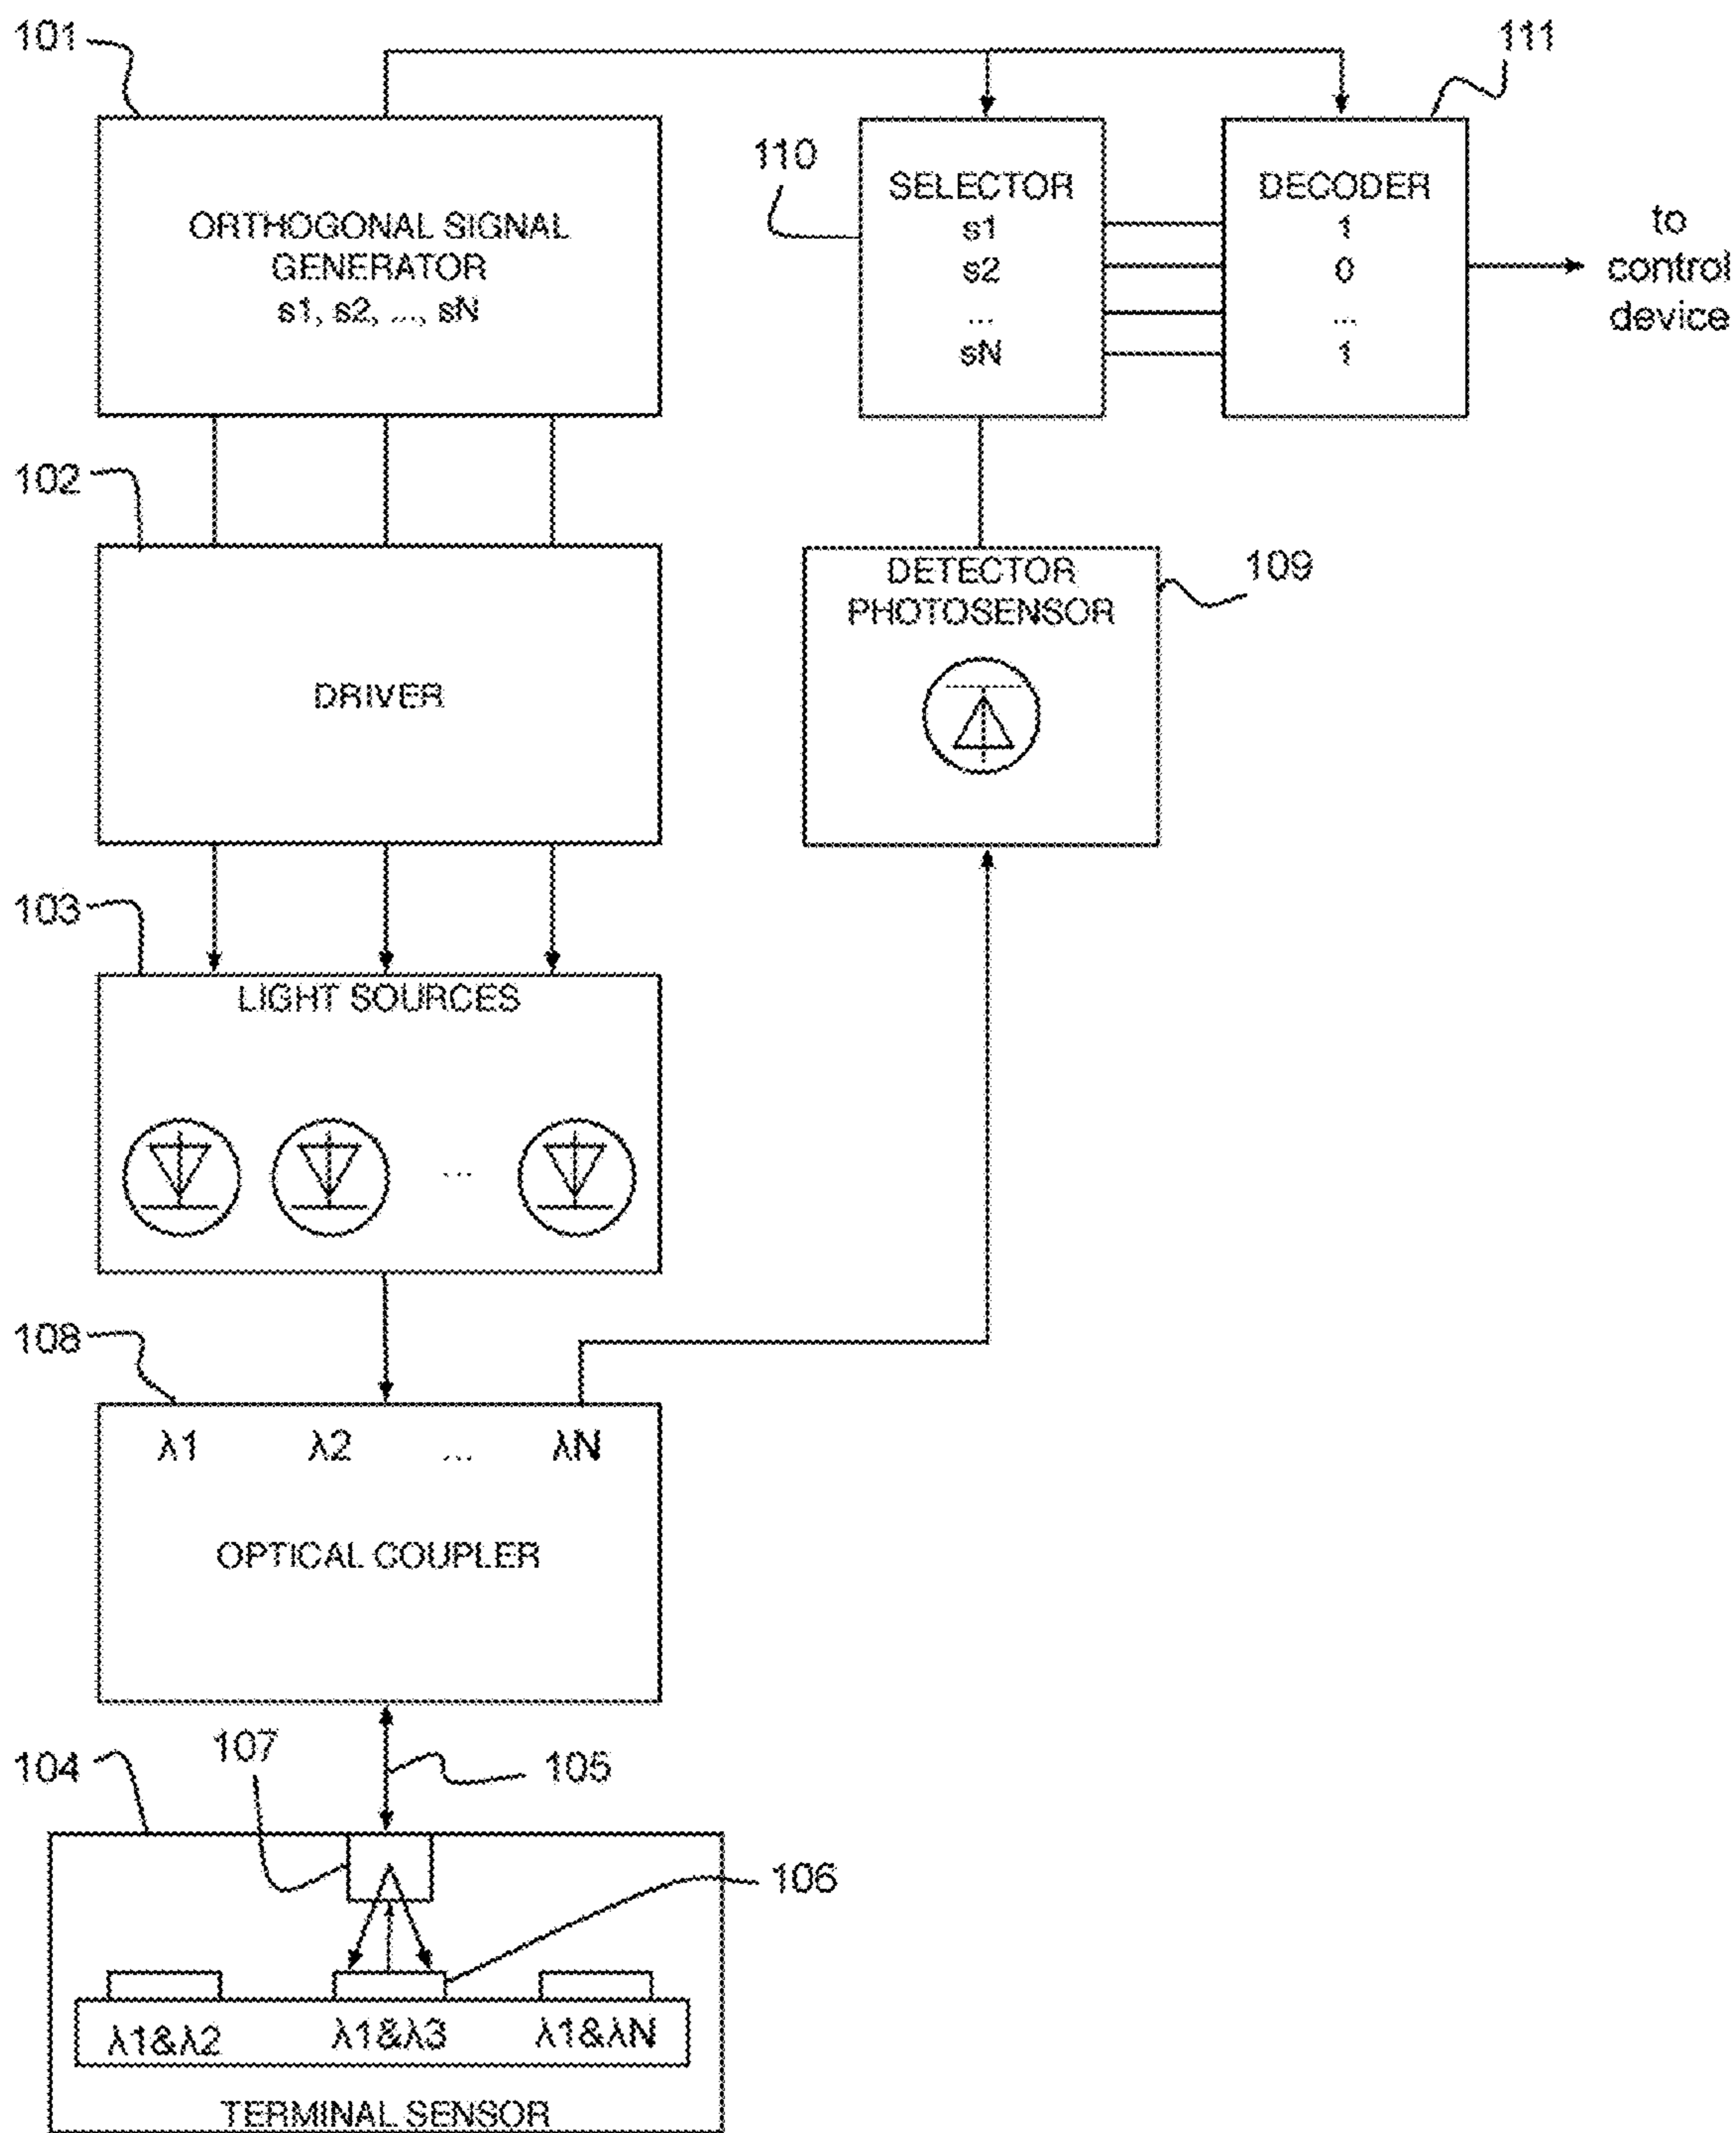 101
111
110
ORTHOGONAL SIGNAL
GENERATOR
s1, s2, ..., sN
SELECTOR
s1
s2
...
sN
DECODER
1
0
...
1
to
control
device
102
DRIVER
DETECTOR
PHOTOSENSOR
109
103
LIGHT SOURCES
...
108
λ1 λ2 ... λN
OPTICAL COUPLER
104
107
105
106
λ1&λ2 λ1&λ3 λ1&λN
TERMINAL SENSOR